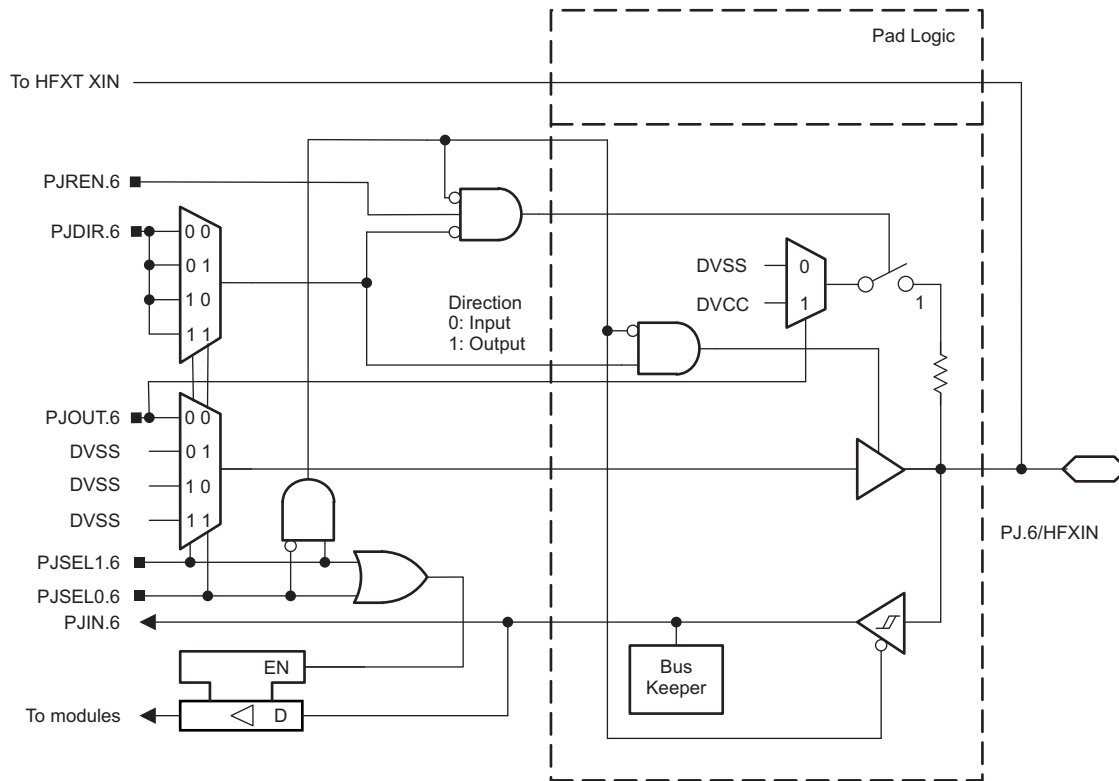 Pad Logic
To HFXT XIN
PJREN.6
PJDIR.6
0 0
0 1
1 0
1 1
Direction
0: Input
1: Output
DVSS
0
DVCC
1
1
PJOUT.6
0 0
DVSS
0 1
DVSS
1 0
DVSS
1 1
PJ.6/HFXIN
PJSEL1.6
PJSEL0.6
PJIN.6
EN
Bus
Keeper
To modules
D